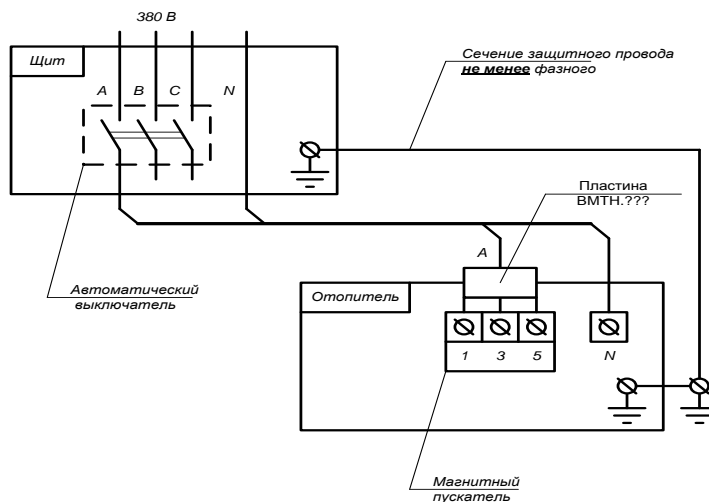 380 В
Щит
A B C N
Сечение защитного провода
не менее фазного
Пластина
ВМТН.???
A
Автоматический
выключатель
Отопитель
1 3 5 N
Магнитный
пускатель